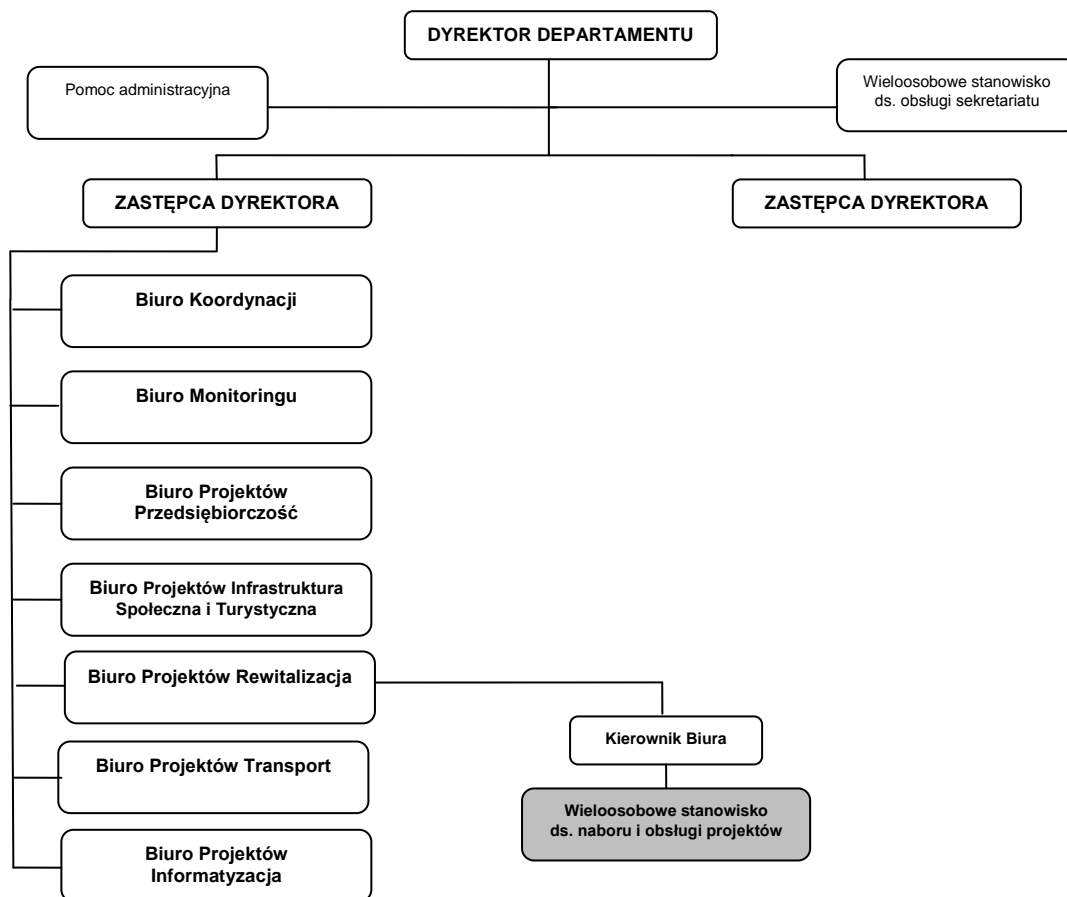 DYREKTOR DEPARTAMENTU
Pomoc administracyjna
Wieloosobowe stanowisko
ds. obsługi sekretariatu
ZASTĘPCA DYREKTORA
ZASTĘPCA DYREKTORA
Biuro Koordynacji
Biuro Monitoringu
Biuro Projektów
Przedsiębiorczość
Biuro Projektów Infrastruktura
Społeczna i Turystyczna
Biuro Projektów Rewitalizacja
Kierownik Biura
Biuro Projektów Transport
Wieloosobowe stanowisko
ds. naboru i obsługi projektów
Biuro Projektów
Informatyzacja